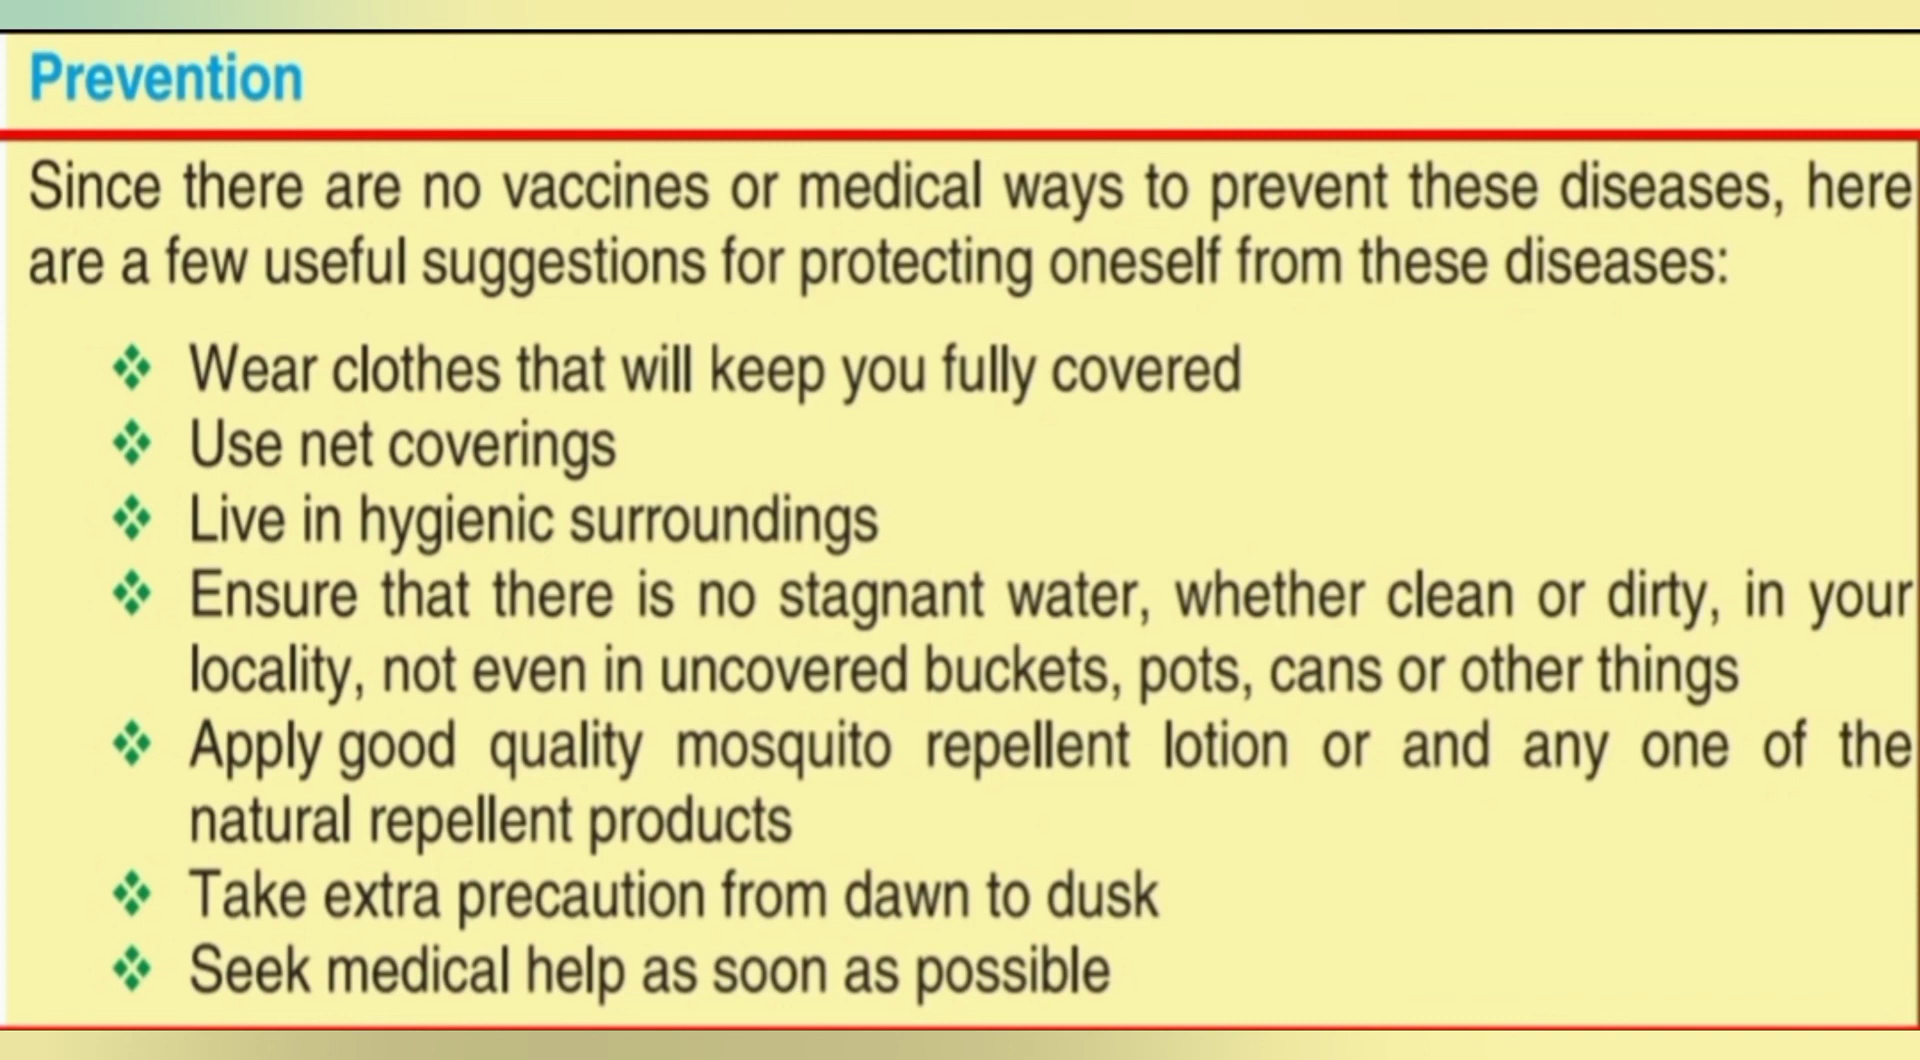 Prevention
Since there are no vaccines or medical ways to prevent these diseases, here
are a few useful suggestions for protecting oneself from these diseases:
❖ Wear clothes that will keep you fully covered
❖ Use net coverings
❖ Live in hygienic surroundings
❖ Ensure that there is no stagnant water, whether clean or dirty, in your
locality, not even in uncovered buckets, pots, cans or other things
❖ Apply good quality mosquito repellent lotion or and any one of the
natural repellent products
❖ Take extra precaution from dawn to dusk
❖ Seek medical help as soon as possible